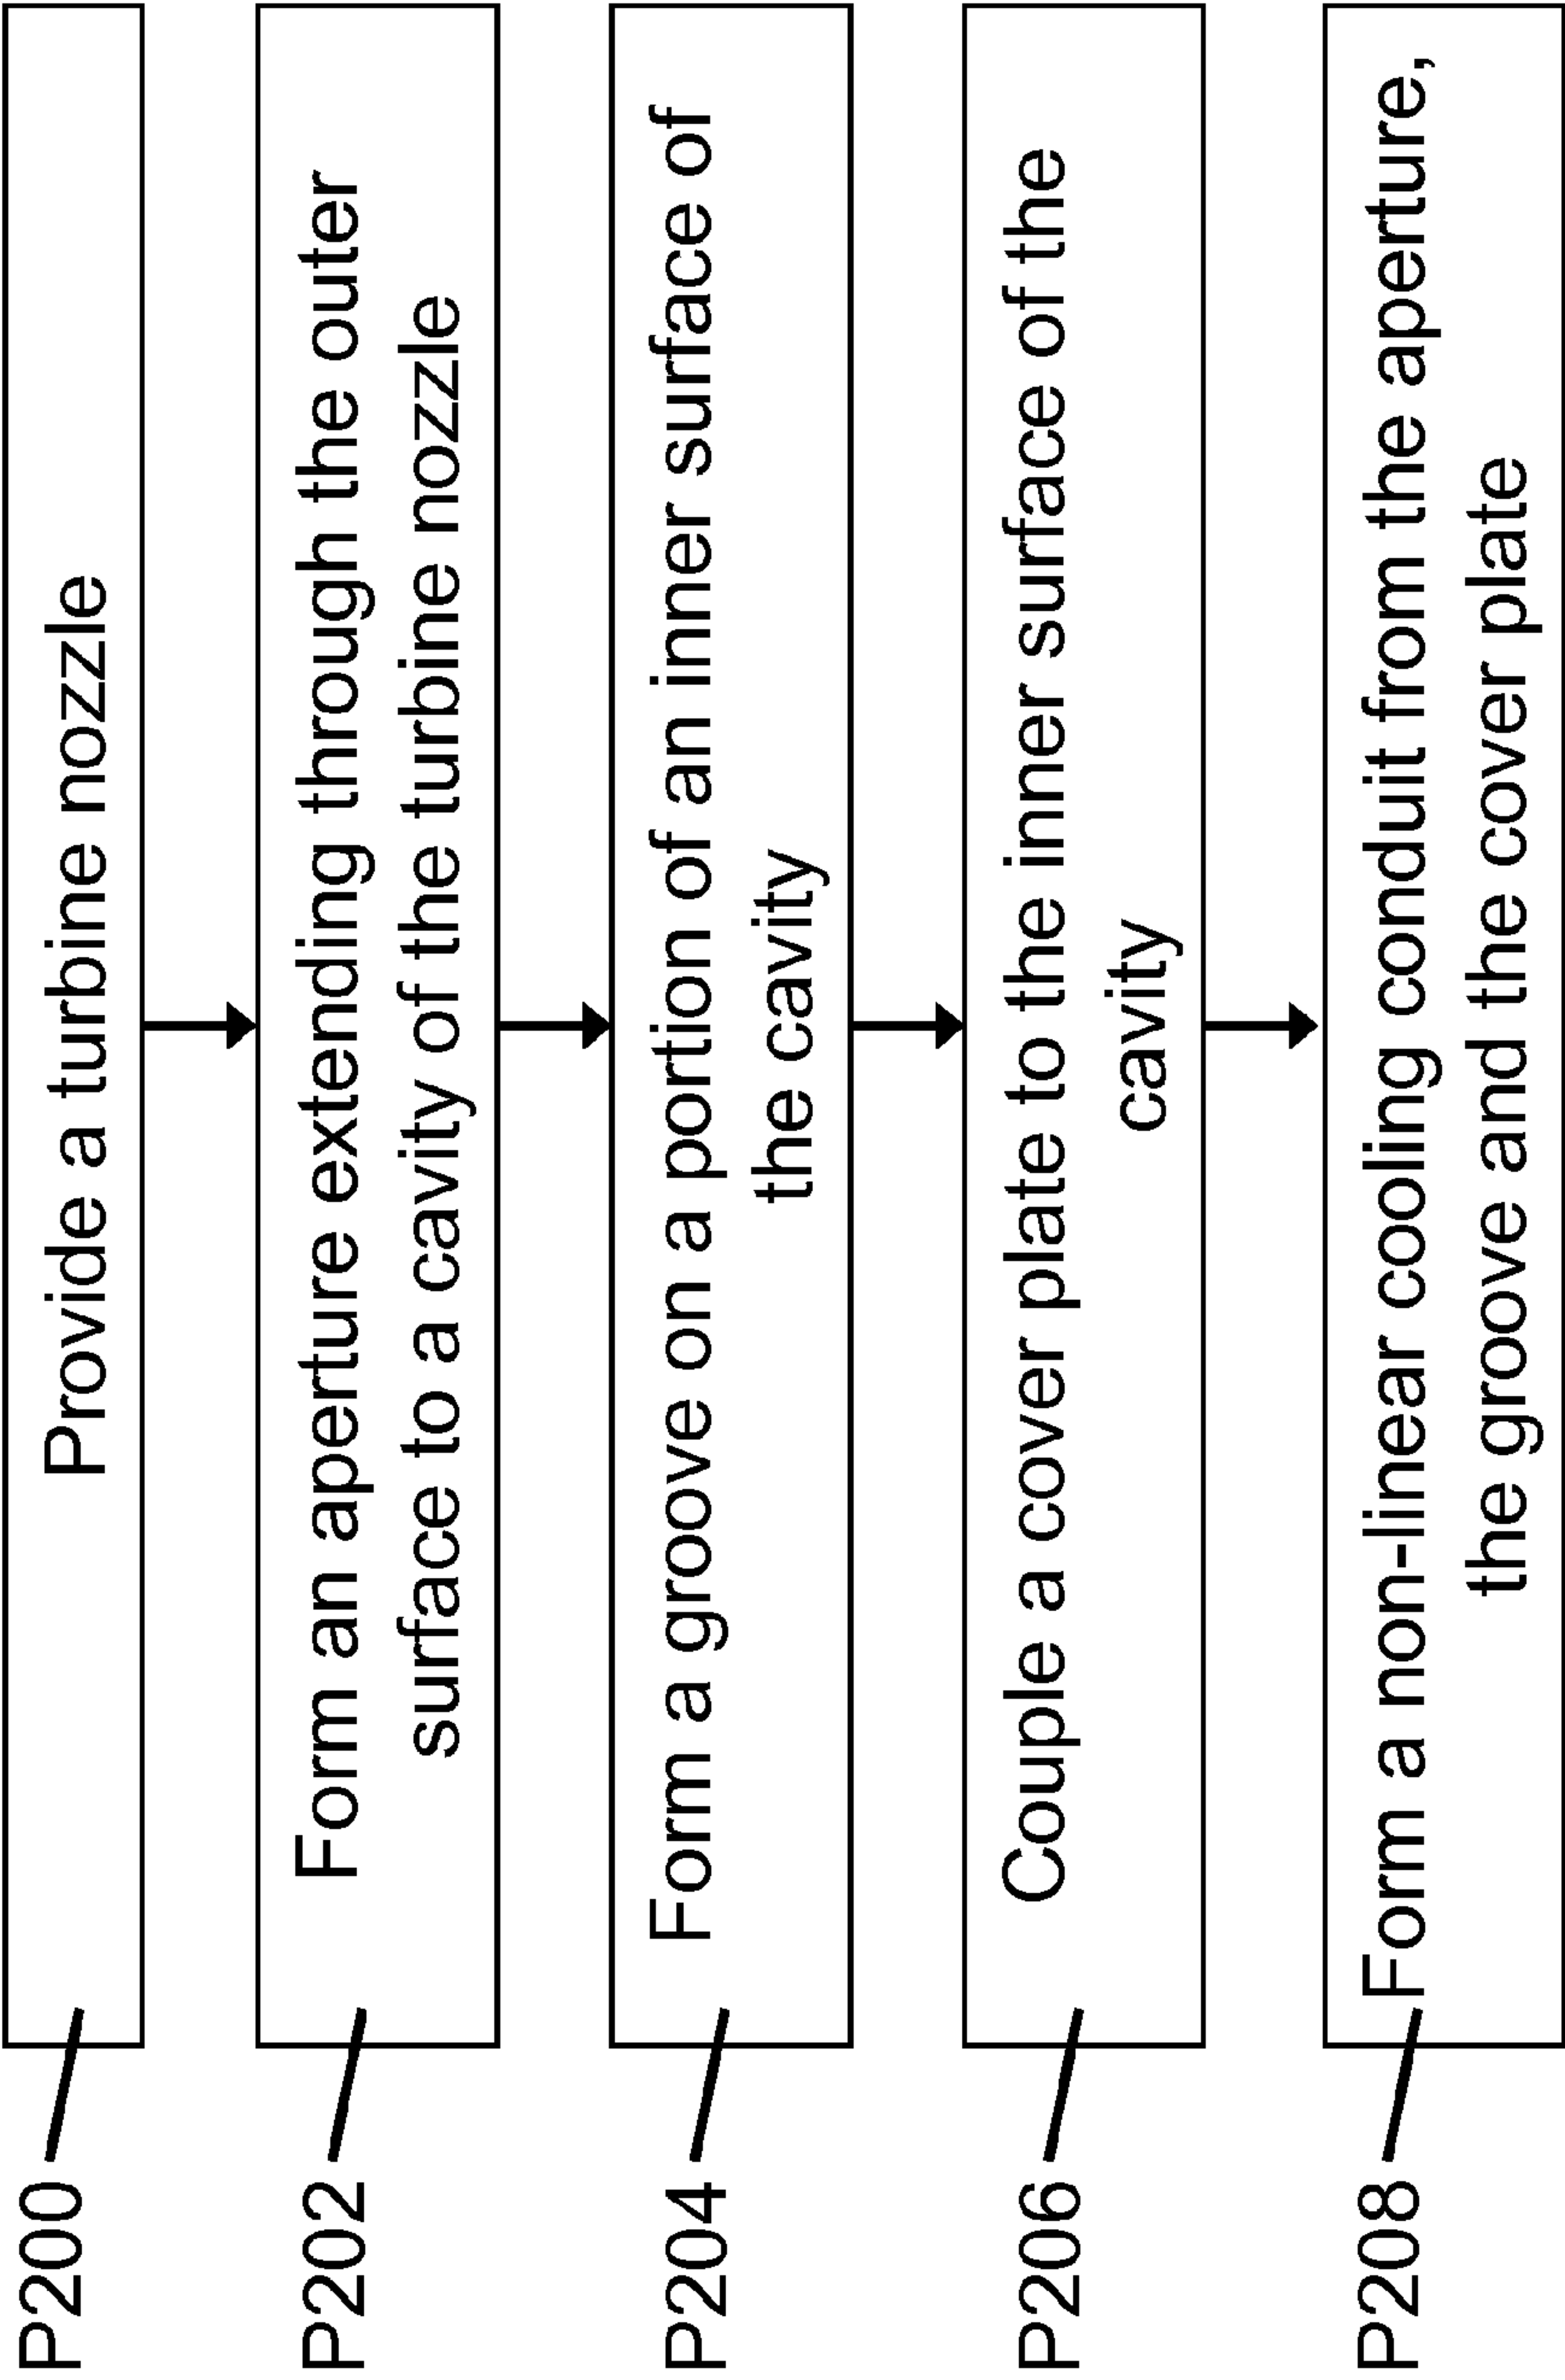 P200
Provide a turbine nozzle
P202
Form an aperture extending through the outer
surface to a cavity of the turbine nozzle
P204
Form a groove on a portion of an inner surface of
the cavity
P206
Couple a cover plate to the inner surface of the
cavity
P208
Form a non-linear cooling conduit from the aperture,
the groove and the cover plate